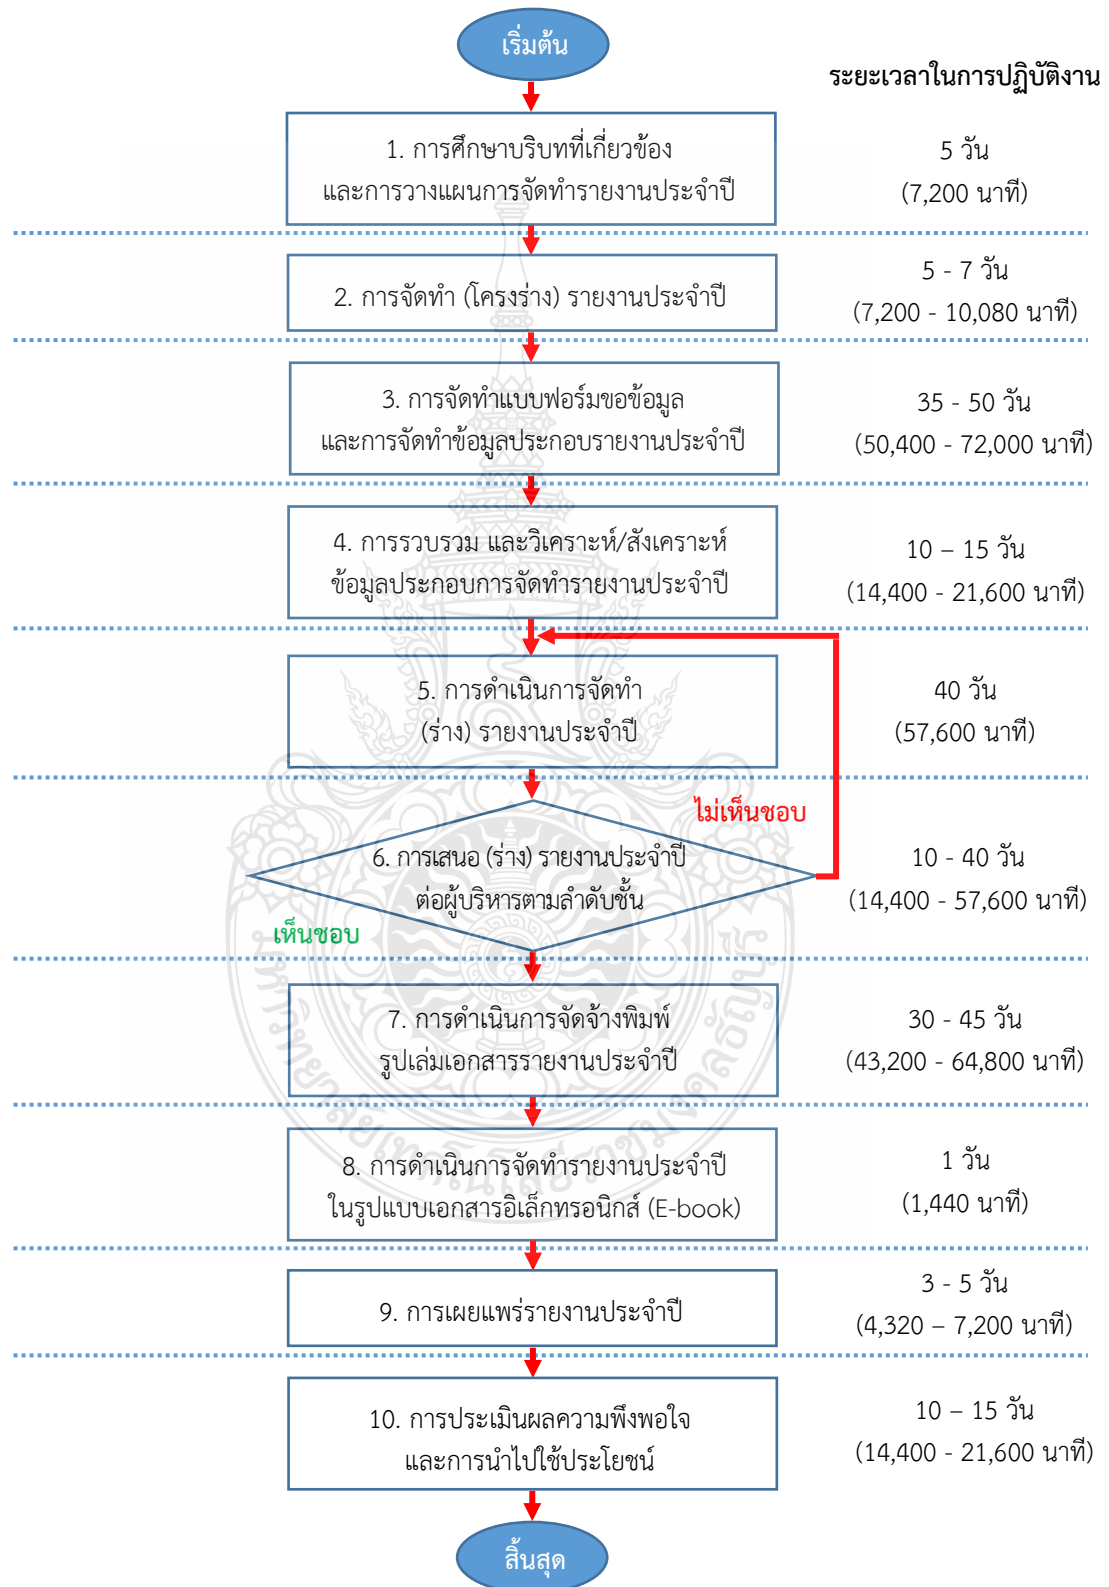 เริ่มต้น
ระยะเวลาในการปฏิบัติงาน
1. การศึกษาบริบทที่เกี่ยวข้อง
และการวางแผนการจัดทำรายงานประจำปี
5 วัน
(7,200 นาที)
2. การจัดทำ (โครงร่าง) รายงานประจำปี
5 - 7 วัน
(7,200 - 10,080 นาที)
3. การจัดทำแบบฟอร์มขอข้อมูล
และการจัดทำข้อมูลประกอบรายงานประจำปี
35 - 50 วัน
(50,400 - 72,000 นาที)
4. การรวบรวม และวิเคราะห์/สังเคราะห์
ข้อมูลประกอบการจัดทำรายงานประจำปี
10 – 15 วัน
(14,400 - 21,600 นาที)
5. การดำเนินการจัดทำ
(ร่าง) รายงานประจำปี
40 วัน
(57,600 นาที)
ไม่เห็นชอบ
6. การเสนอ (ร่าง) รายงานประจำปี
ต่อผู้บริหารตามลำดับชั้น
10 - 40 วัน
(14,400 - 57,600 นาที)
เห็นชอบ
7. การดำเนินการจัดจ้างพิมพ์
รูปเล่มเอกสารรายงานประจำปี
30 - 45 วัน
(43,200 - 64,800 นาที)
8. การดำเนินการจัดทำรายงานประจำปี
ในรูปแบบเอกสารอิเล็กทรอนิกส์ (E-book)
1 วัน
(1,440 นาที)
9. การเผยแพร่รายงานประจำปี
3 - 5 วัน
(4,320 – 7,200 นาที)
10. การประเมินผลความพึงพอใจ
และการนำไปใช้ประโยชน์
10 – 15 วัน
(14,400 - 21,600 นาที)
สิ้นสุด
มหาวิทยาลัยเทคโนโลยีราชมงคลธัญบุรี